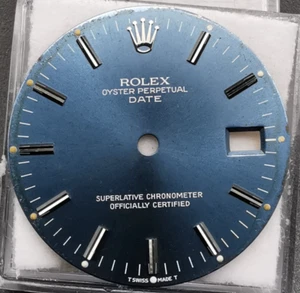 ROLEX
OYSTER PERPETUAL
DATE
SUPERLATIVE CHRONOMETER
OFFICIALLY CERTIFIED
T SWISS MADE T